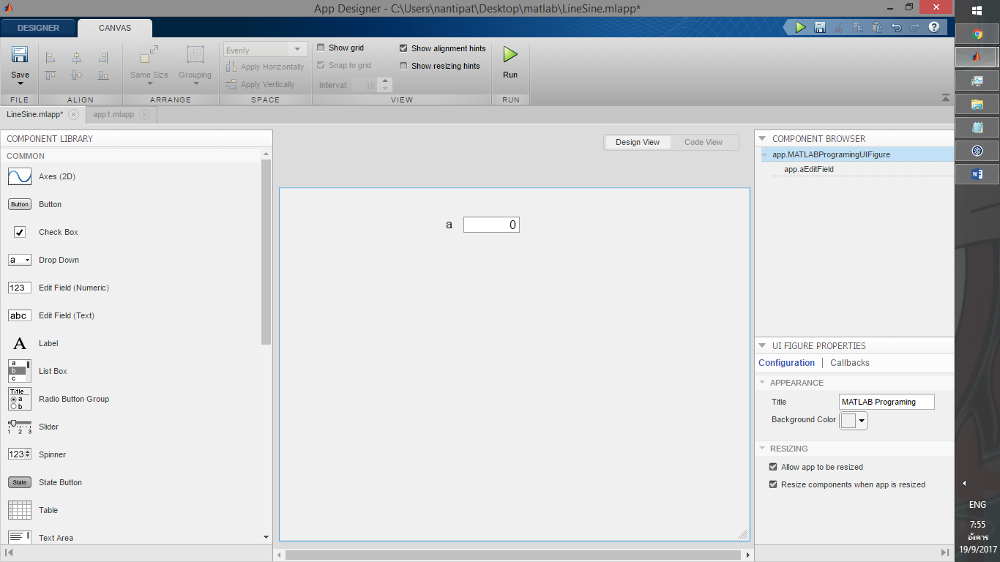 App Designer - C:\Users\nantipat\Desktop\matlab\LineSine.mlapp*
DESIGNER CANVAS
Save
FILE
ALIGN
Same Size Grouping
ARRANGE
Evenly
Apply Horizontally
Apply Vertically
SPACE
Show grid Show alignment hints
Snap to grid Show resizing hints
Interval: 10
VIEW
Run
RUN
LineSine.mlapp* app1.mlapp
COMPONENT LIBRARY
COMMON
Axes (2D)
Button Button
Check Box
a Drop Down
123 Edit Field (Numeric)
abc Edit Field (Text)
A Label
a
b List Box
c
Title
a Radio Button Group
b
1 2 3 Slider
123 Spinner
State State Button
Table
Text Area
Design View Code View
a 0
COMPONENT BROWSER
app.MATLABProgramingUIFigure
app.aEditField
UI FIGURE PROPERTIES
Configuration Callbacks
APPEARANCE
Title MATLAB Programing
Background Color
RESIZING
Allow app to be resized
Resize components when app is resized
ENG
7:55
อังคาร
19/9/2017